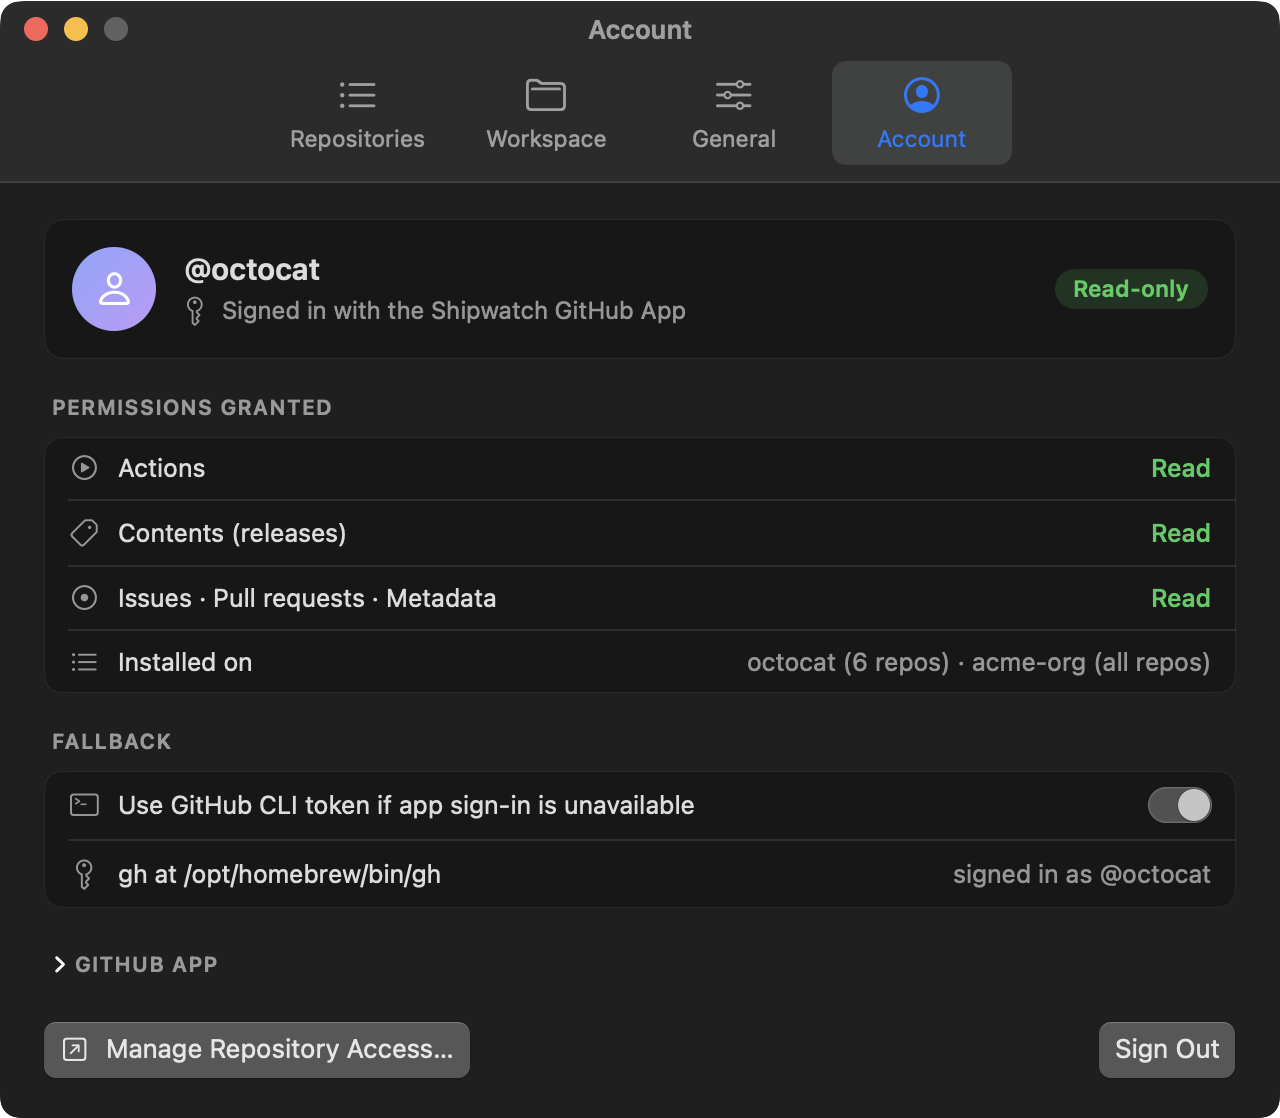 Account
Repositories
Workspace
General
Account
@octocat
Signed in with the Shipwatch GitHub App
Read-only
PERMISSIONS GRANTED
Actions
Read
Contents (releases)
Read
Issues · Pull requests · Metadata
Read
Installed on
octocat (6 repos) · acme-org (all repos)
FALLBACK
Use GitHub CLI token if app sign-in is unavailable
gh at /opt/homebrew/bin/gh
signed in as @octocat
GITHUB APP
Manage Repository Access...
Sign Out